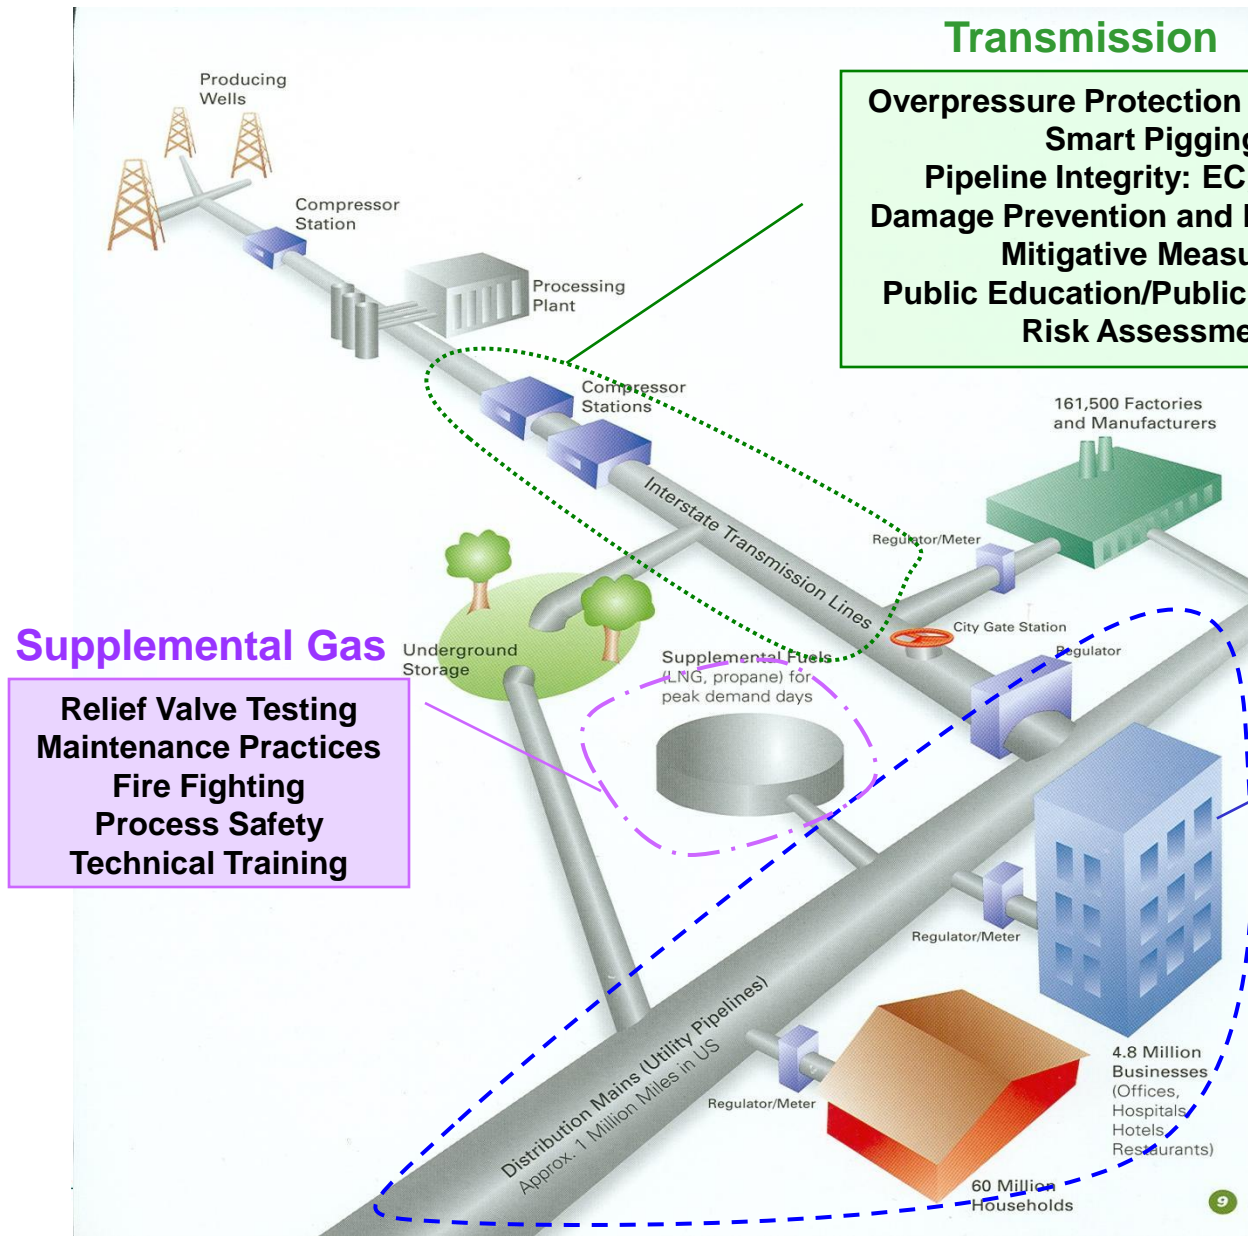 Transmission
Overpressure Protection
Smart Pigging
Pipeline Integrity:
Damage Prevention and
Mitigative
Public Education/Public
Risk
Producing
Wells
Compressor
Station
Processing
Plant
Compressor
Stations
161,500 Factories
and Manufacturers
Interstate Transmission Lines
Regulator/Meter
City Gate Station
Regulator
Supplemental Gas
Relief Valve Testing
Maintenance Practices
Fire Fighting
Process Safety
Technical Training
Underground
Storage
Supplemental Fuels
(LNG, propane) for
peak demand days
Regulator/Meter
Distribution Mains (Utility Pipelines)
Approx. 1 Million Miles in US
Regulator/Meter
4.8 Million
Businesses
(Offices,
Hospitals,
Hotels,
Restaurants)
60 Million
Households
9